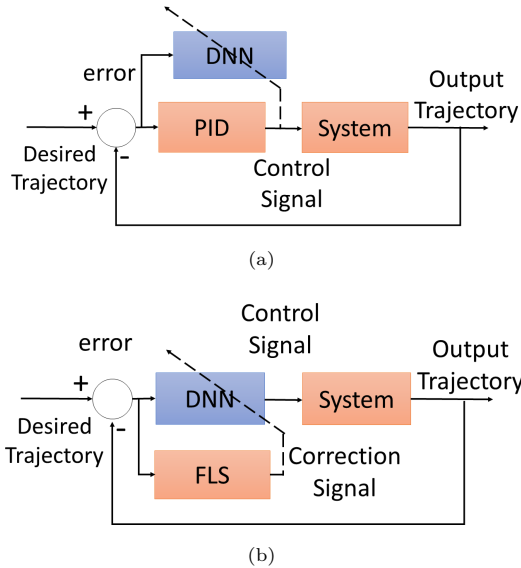 DNN
error
Output
Trajectory
+
PID
System
Desired
Trajectory
-
Control
Signal
(a)
Control
Signal
error
Output
Trajectory
+
DNN
System
Desired
Trajectory
-
FLS
Correction
Signal
(b)